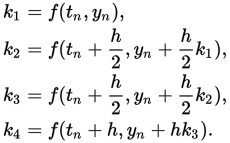 k₁ = f(tₙ, yₙ),
k₂ = f(tₙ + h/2, yₙ + h/2 k₁),
k₃ = f(tₙ + h/2, yₙ + h/2 k₂),
k₄ = f(tₙ + h, yₙ + hk₃).